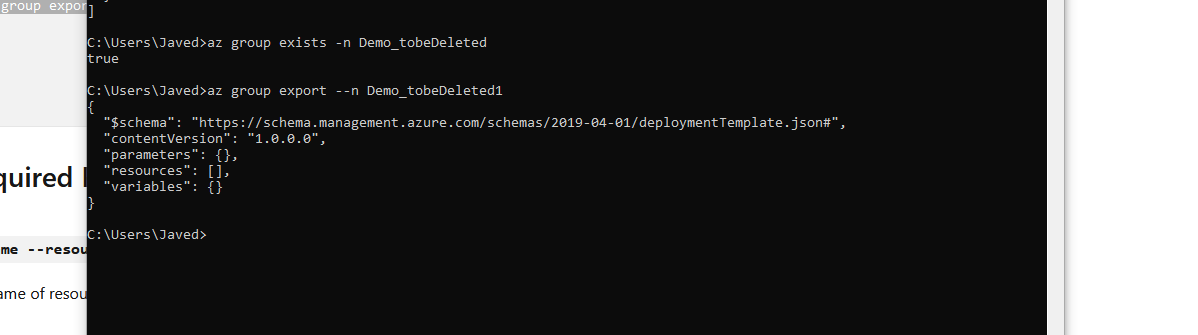 group expor
]
C:\Users\Javed>az group exists -n Demo_tobeDeleted
true
C:\Users\Javed>az group export --n Demo_tobeDeleted1
{
"$schema": "https://schema.management.azure.com/schemas/2019-04-01/deploymentTemplate.json#",
"contentVersion": "1.0.0.0",
"parameters": {},
"resources": [],
"variables": {}
}
quired
me --resou
C:\Users\Javed>
ame of resou